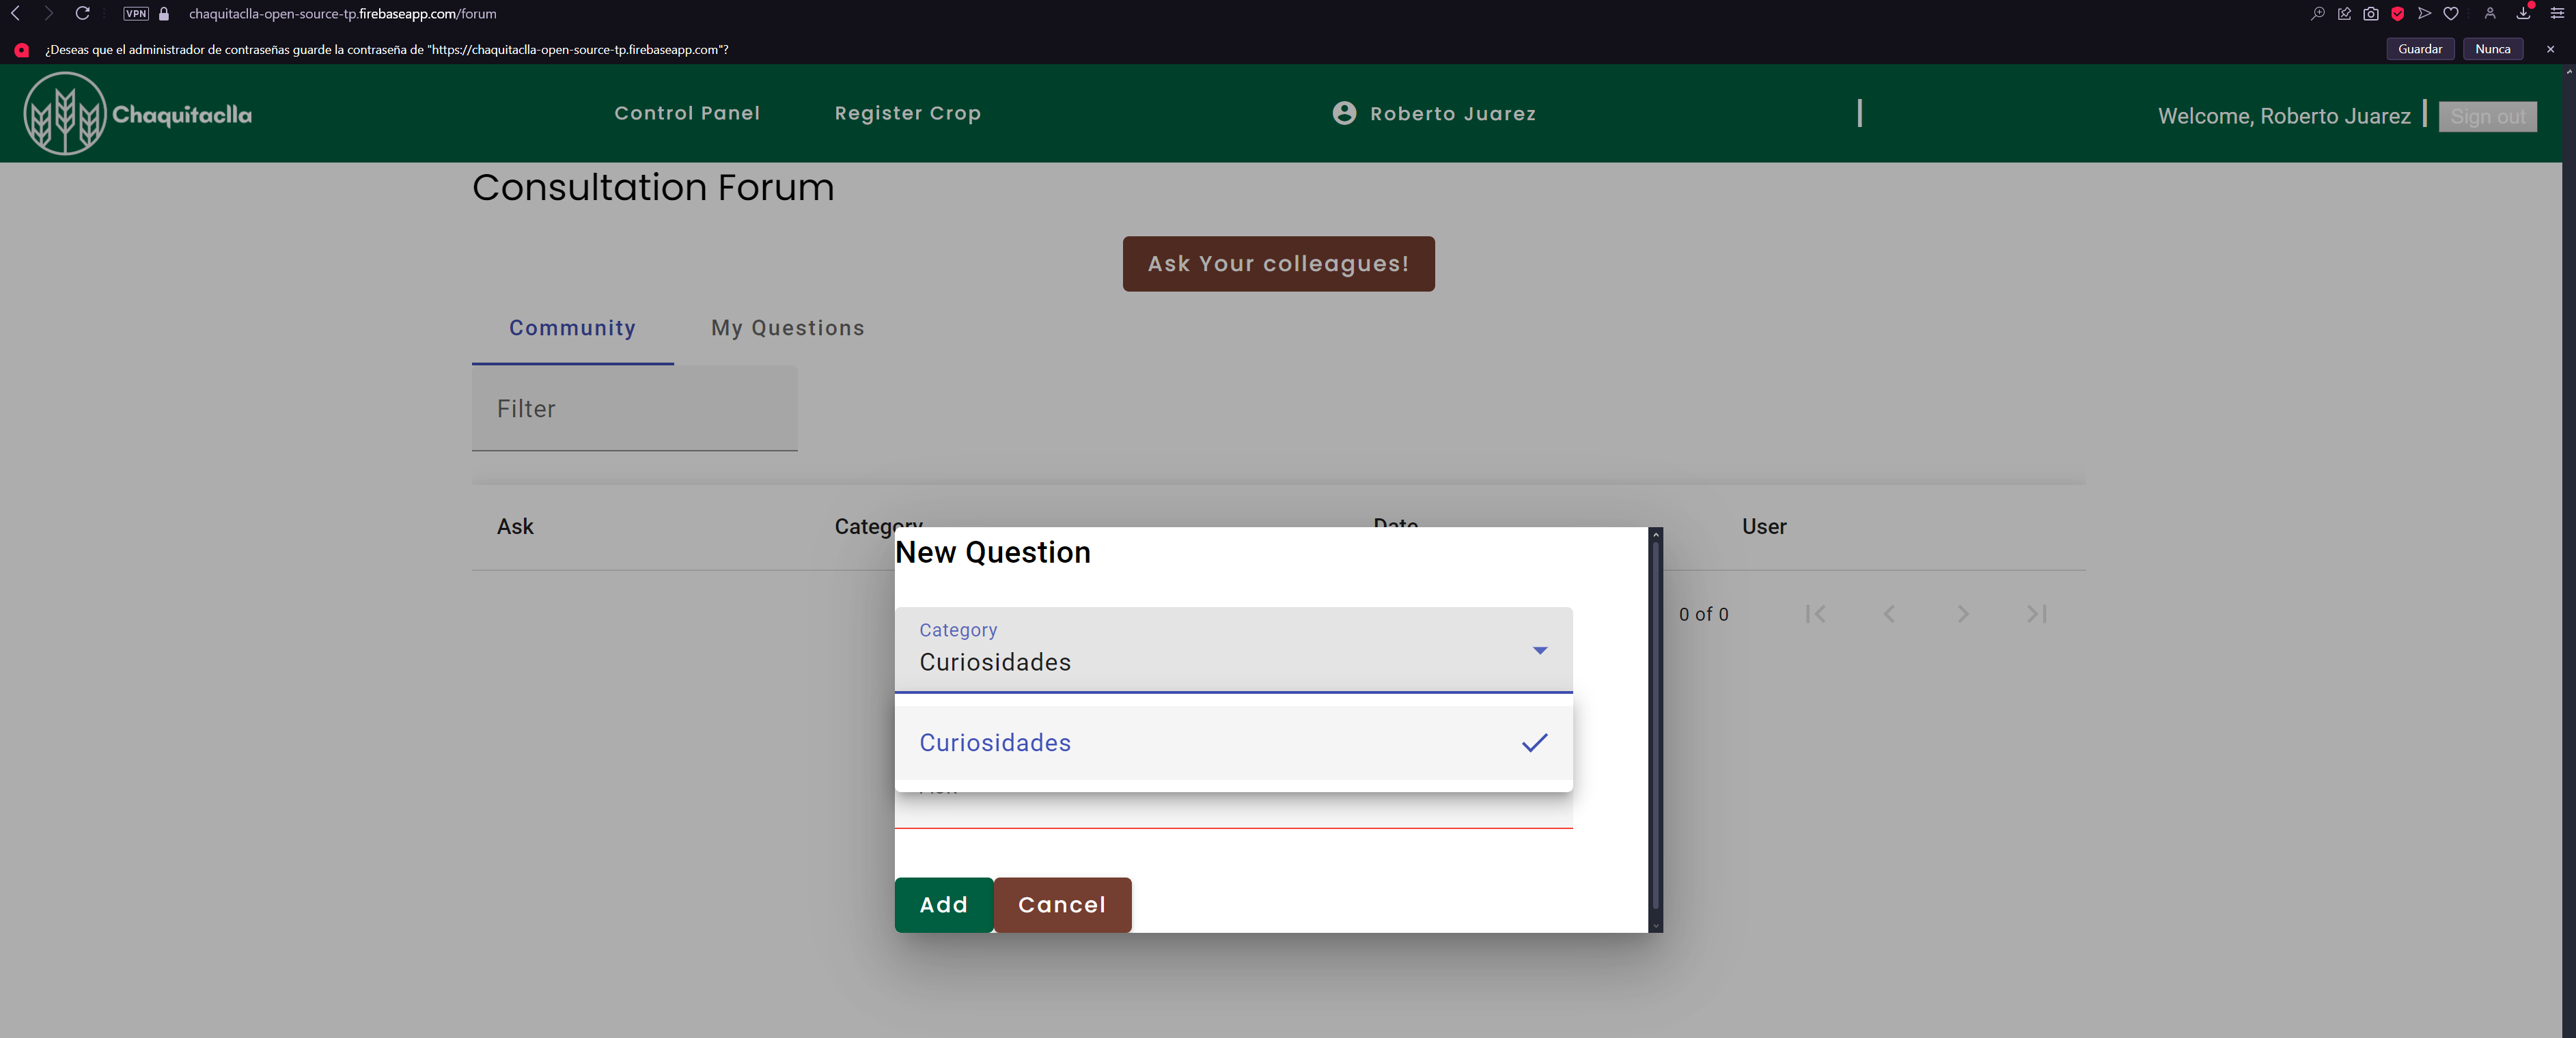 VPN
chaquitaclla-open-source-tp.firebaseapp.com/forum
¿Deseas que el administrador de contraseñas guarde la contraseña de "https://chaquitaclla-open-source-tp.firebaseapp.com"?
Guardar
Nunca
Chaquitaclla
Control Panel
Register Crop
Roberto Juarez
Welcome, Roberto Juarez
Sign out
Consultation Forum
Ask Your colleagues!
Community
My Questions
Filter
Ask
Category
Date
User
0 of 0
New Question
Category
Curiosidades
Curiosidades
Add
Cancel